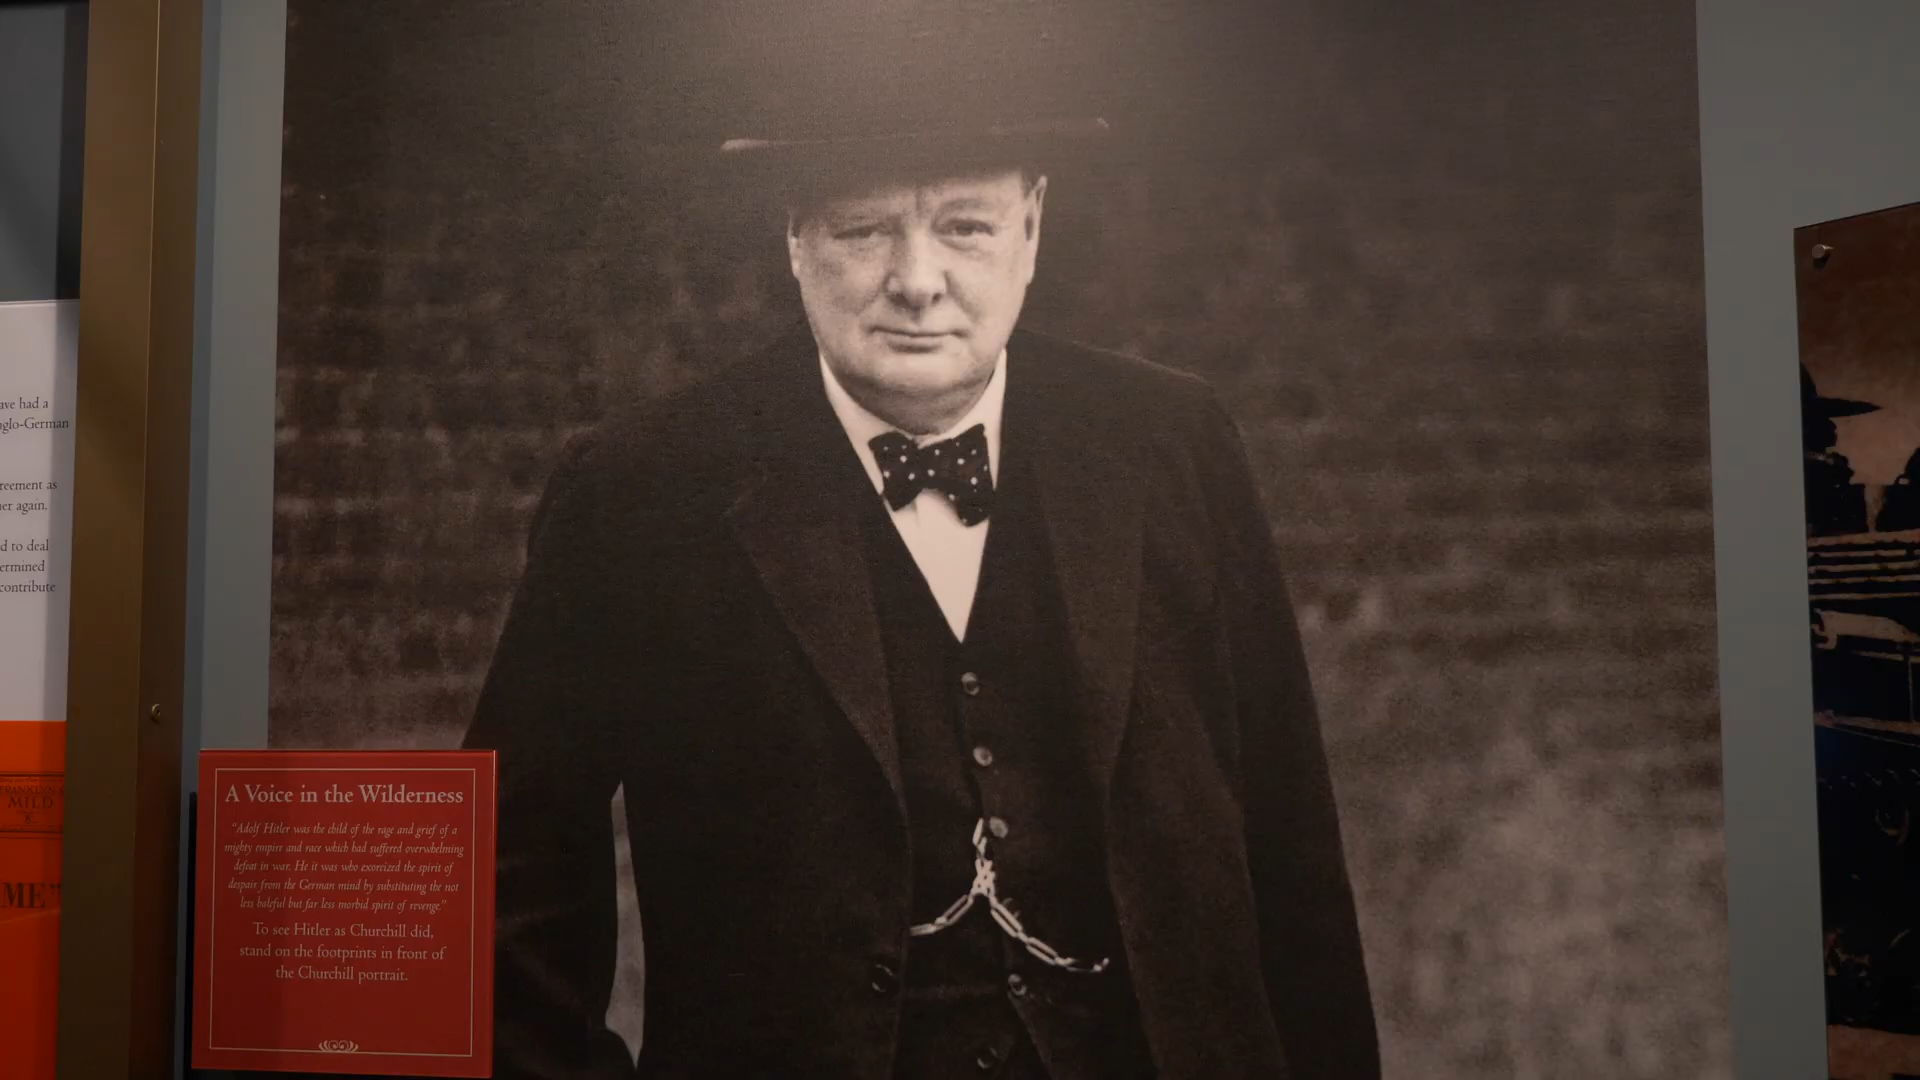 ave had a
nglo-German
reement as
her again.
d to deal
ermined
contribute
FRANKLYN'S
MILD
ME"
A Voice in the Wilderness
"Adolf Hitler was the child of the rage and grief of a
mighty empire and race which had suffered overwhelming
defeat in war. He it was who exorcized the spirit of
despair from the German mind by substituting the not
less baleful but far less morbid spirit of revenge."
To see Hitler as Churchill did,
stand on the footprints in front of
the Churchill portrait.